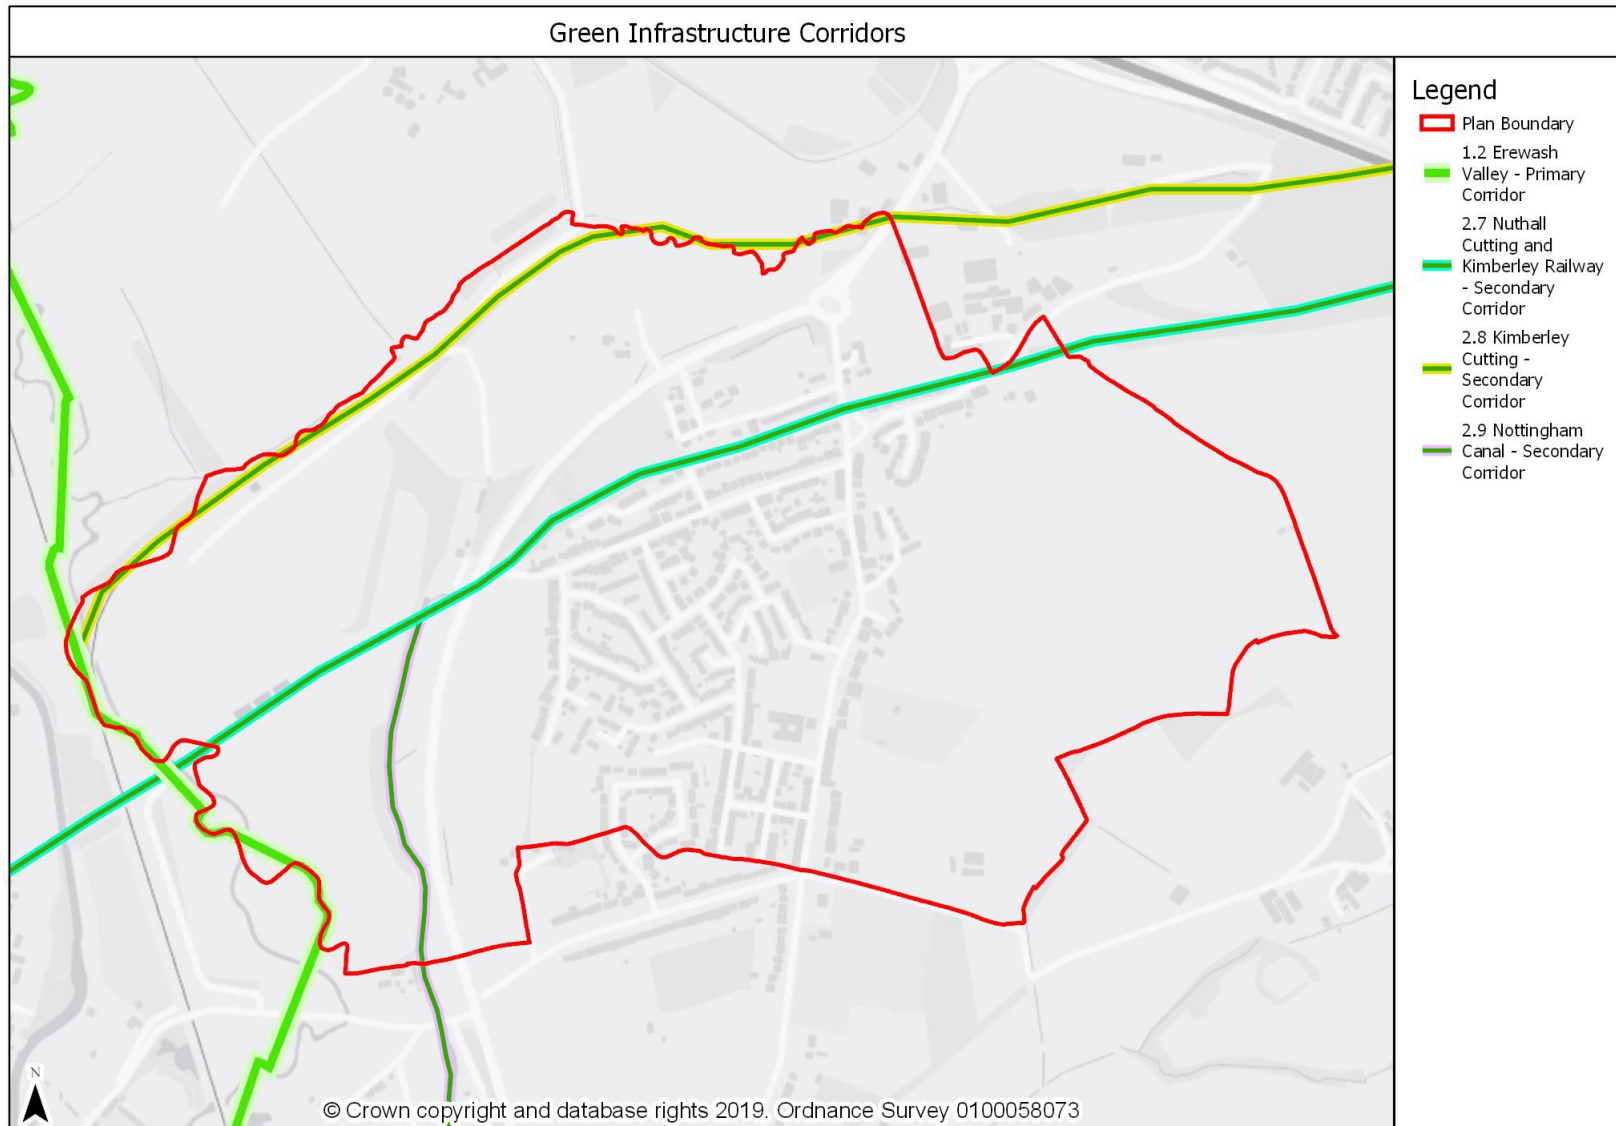 Green Infrastructure Corridors
Legend
Plan Boundary
1.2 Erewash
Valley - Primary
Corridor
2.7 Nuthall
Cutting and
Kimberley Railway
- Secondary
Corridor
2.8 Kimberley
Cutting -
Secondary
Corridor
2.9 Nottingham
Canal - Secondary
Corridor
N
© Crown copyright and database rights 2019. Ordnance Survey 0100058073